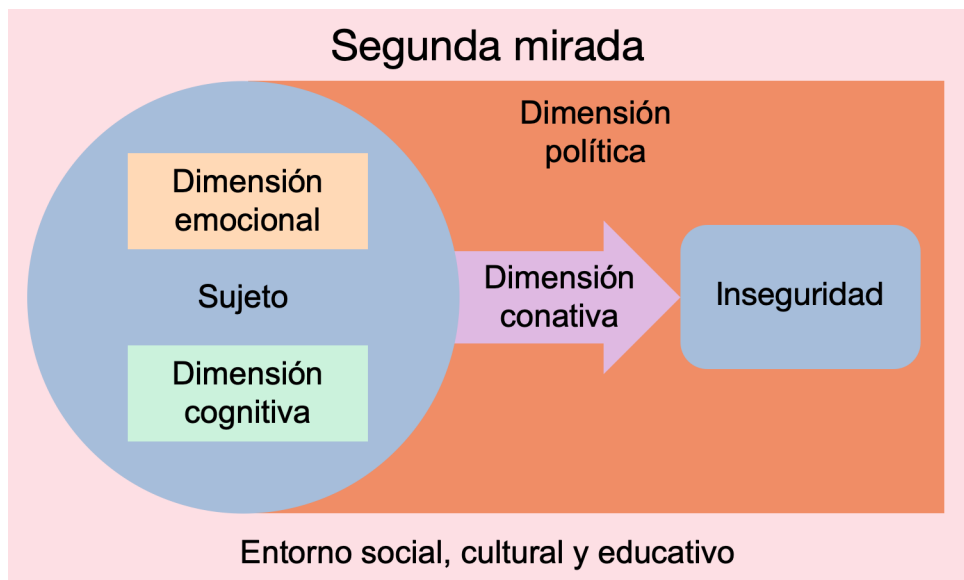 Segunda mirada
Dimensión
política
Dimensión
emocional
Sujeto
Dimensión
cognitiva
Dimensión
conativa
Inseguridad
Entorno social, cultural y educativo